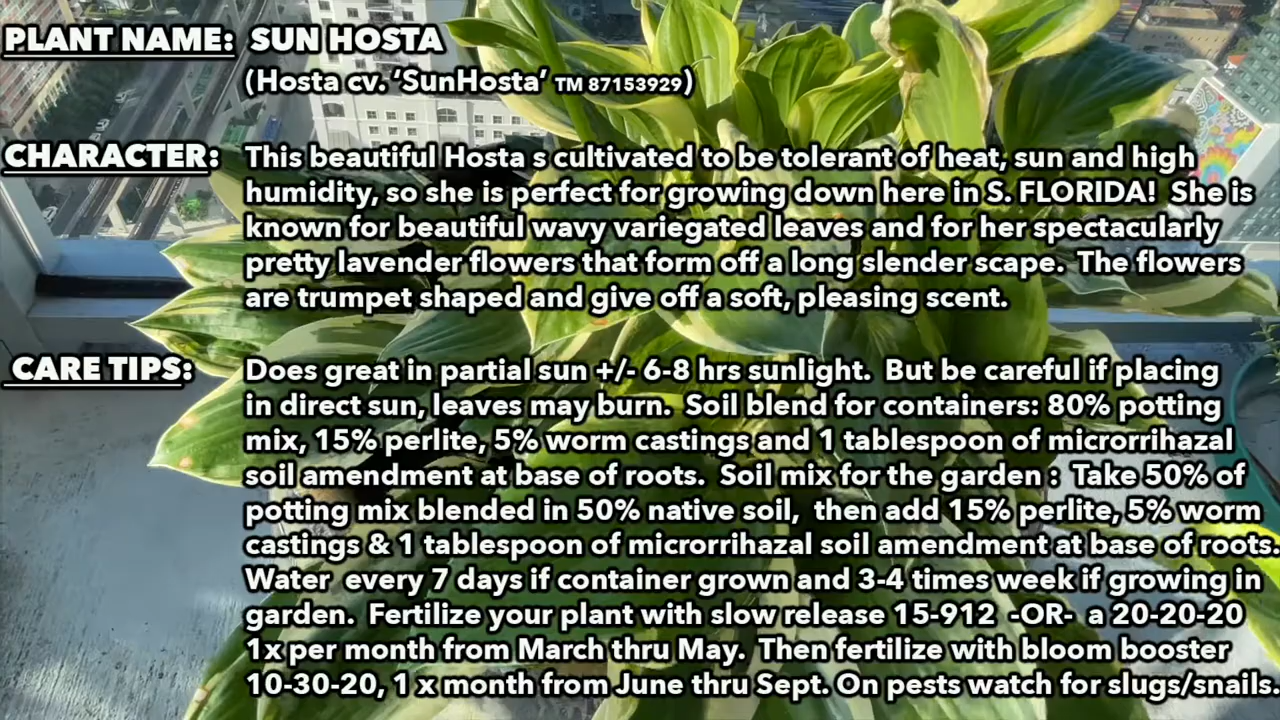 PLANT NAME: SUN HOSTA
(Hosta cv. ‘SunHosta’ TM 87153929)
CHARACTER: This beautiful Hosta s cultivated to be tolerant of heat, sun and high
humidity, so she is perfect for growing down here in S. FLORIDA! She is
known for beautiful wavy variegated leaves and for her spectacularly
pretty lavender flowers that form off a long slender scape. The flowers
are trumpet shaped and give off a soft, pleasing scent.
CARE TIPS: Does great in partial sun +/- 6-8 hrs sunlight. But be careful if placing
in direct sun, leaves may burn. Soil blend for containers: 80% potting
mix, 15% perlite, 5% worm castings and 1 tablespoon of microrrihazal
soil amendment at base of roots. Soil mix for the garden : Take 50% of
potting mix blended in 50% native soil, then add 15% perlite, 5% worm
castings & 1 tablespoon of microrrihazal soil amendment at base of roots.
Water every 7 days if container grown and 3-4 times week if growing in
garden. Fertilize your plant with slow release 15-912 -OR- a 20-20-20
1x per month from March thru May. Then fertilize with bloom booster
10-30-20, 1 x month from June thru Sept. On pests watch for slugs/snails.